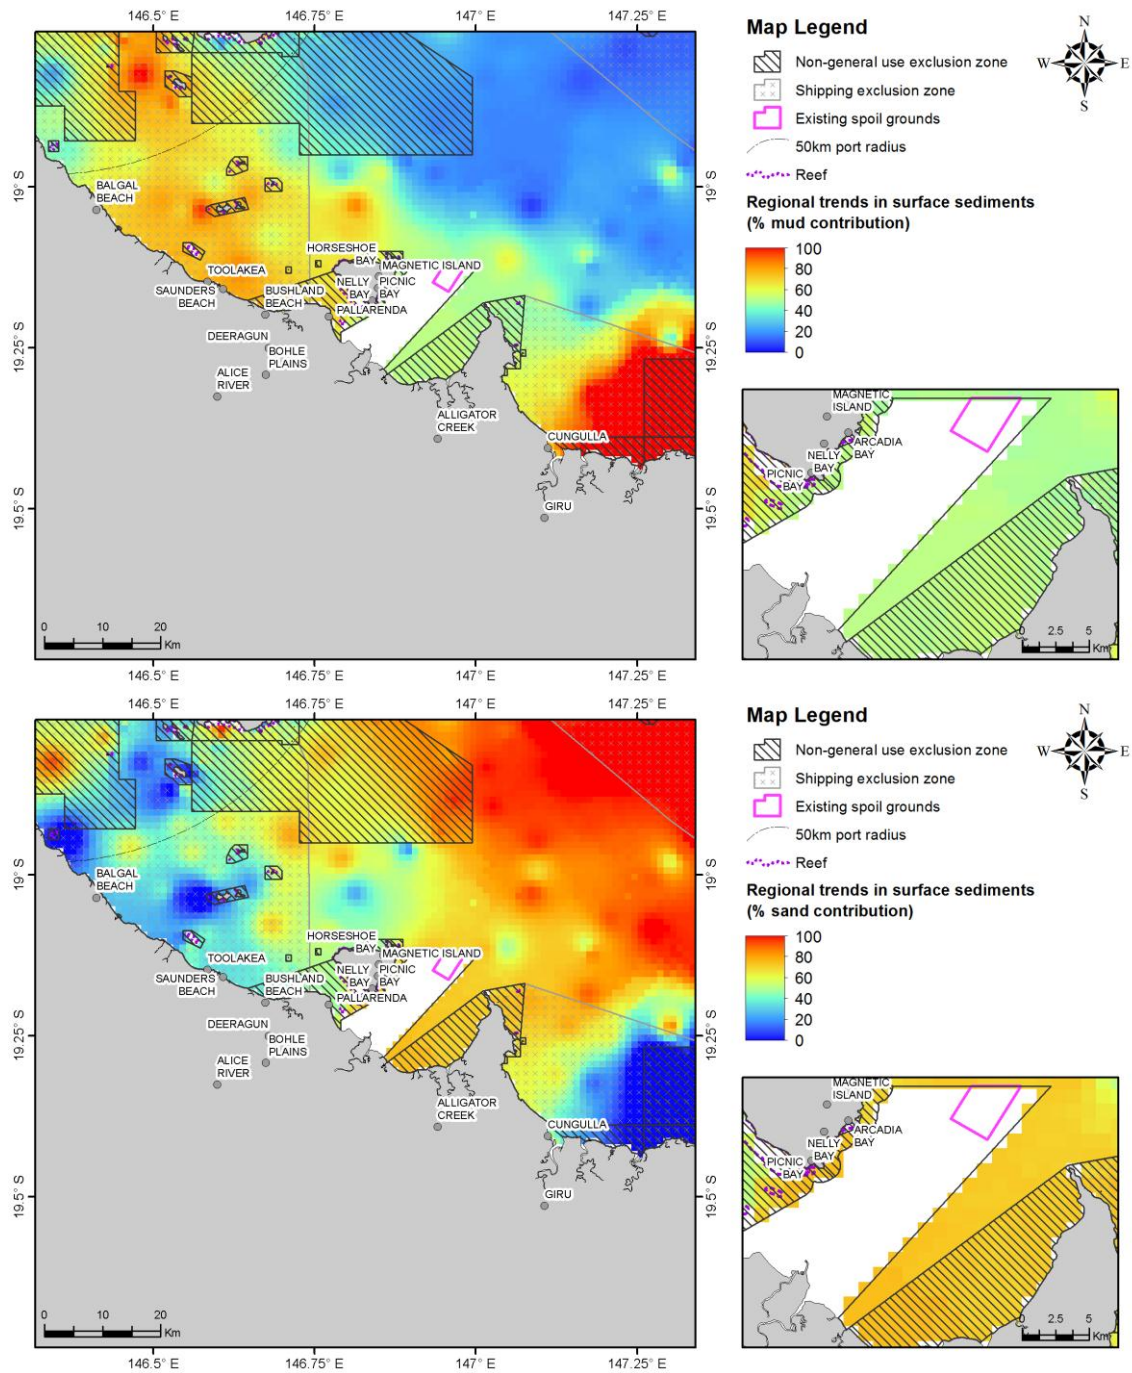 146.5° E 146.75° E 147° E 147.25° E
19° S
19.25° S
19.5° S
BALGAL
BEACH
HORSESHOE
BAY
MAGNETIC ISLAND
TOOLAKEA
NELLY
BAY
PICNIC
BAY
SAUNDERS
BEACH
BUSHLAND
BEACH
PALLARENDA
DEERAGUN
BOHLE
PLAINS
ALICE
RIVER
ALLIGATOR
CREEK
CUNGULLA
GIRU
0 10 20
Km
146.5° E 146.75° E 147° E 147.25° E
Map Legend
Non-general use exclusion zone
Shipping exclusion zone
Existing spoil grounds
50km port radius
Reef
Regional trends in surface sediments
(% mud contribution)
100
80
60
40
20
0
N
W E
S
MAGNETIC
ISLAND
ARCADIA
BAY
NELLY
BAY
PICNIC
BAY
0 2.5 5
Km
19° S
19.25° S
19.5° S
BALGAL
BEACH
HORSESHOE
BAY
MAGNETIC ISLAND
TOOLAKEA
NELLY
BAY
PICNIC
BAY
SAUNDERS
BEACH
BUSHLAND
BEACH
PALLARENDA
DEERAGUN
BOHLE
PLAINS
ALICE
RIVER
ALLIGATOR
CREEK
CUNGULLA
GIRU
0 10 20
Km
146.5° E 146.75° E 147° E 147.25° E
Map Legend
Non-general use exclusion zone
Shipping exclusion zone
Existing spoil grounds
50km port radius
Reef
Regional trends in surface sediments
(% sand contribution)
100
80
60
40
20
0
N
W E
S
MAGNETIC
ISLAND
ARCADIA
BAY
NELLY
BAY
PICNIC
BAY
0 2.5 5
Km